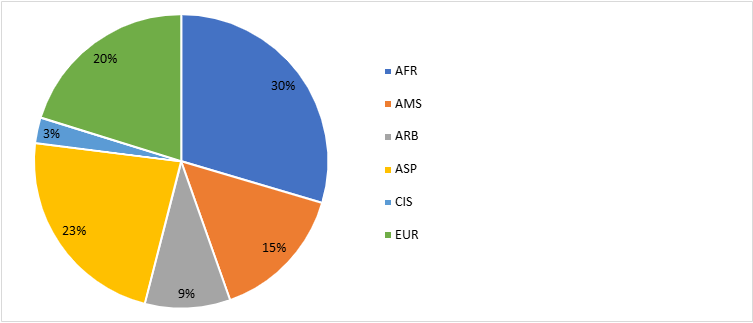 20%
30%
AFR
AMS
3%
ARB
ASP
23%
CIS
15%
EUR
9%